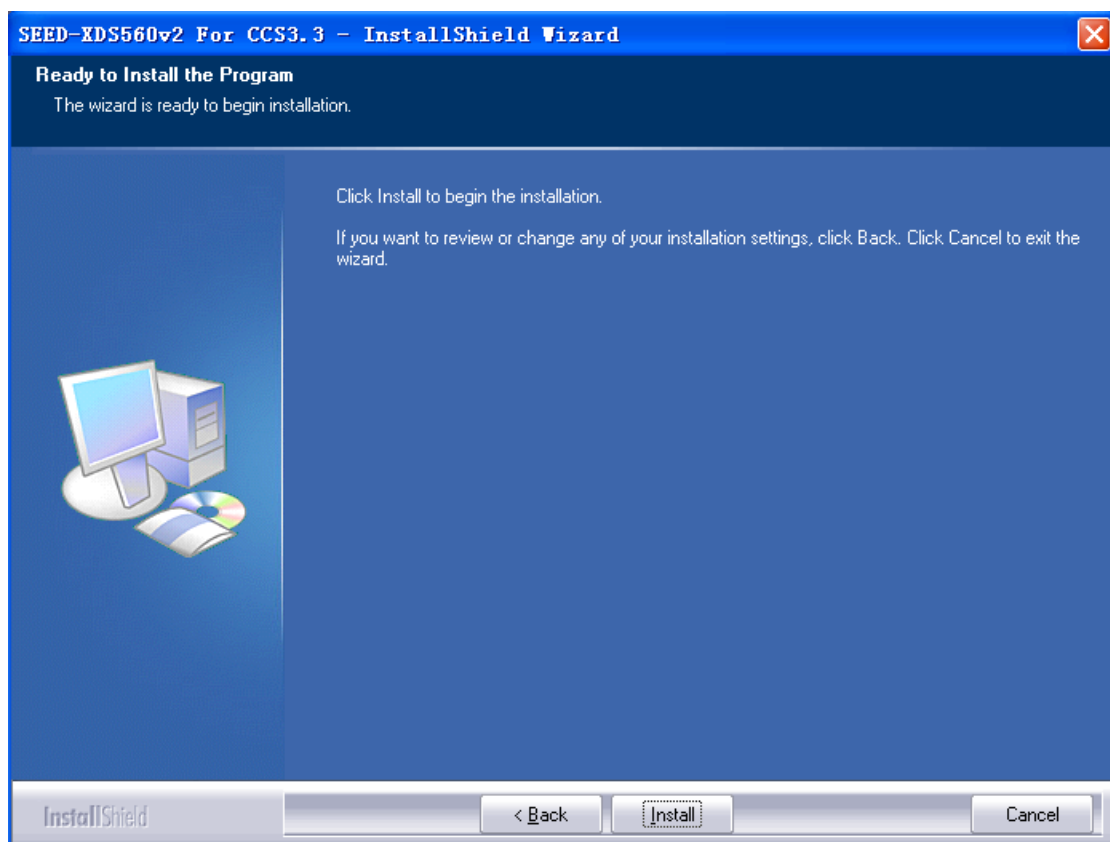 SEED-XDS560v2 For CCS3.3 - InstallShield Wizard
Ready to Install the Program
The wizard is ready to begin installation.
Click Install to begin the installation.
If you want to review or change any of your installation settings, click Back. Click Cancel to exit the
wizard.
InstallShield
< Back
Install
Cancel